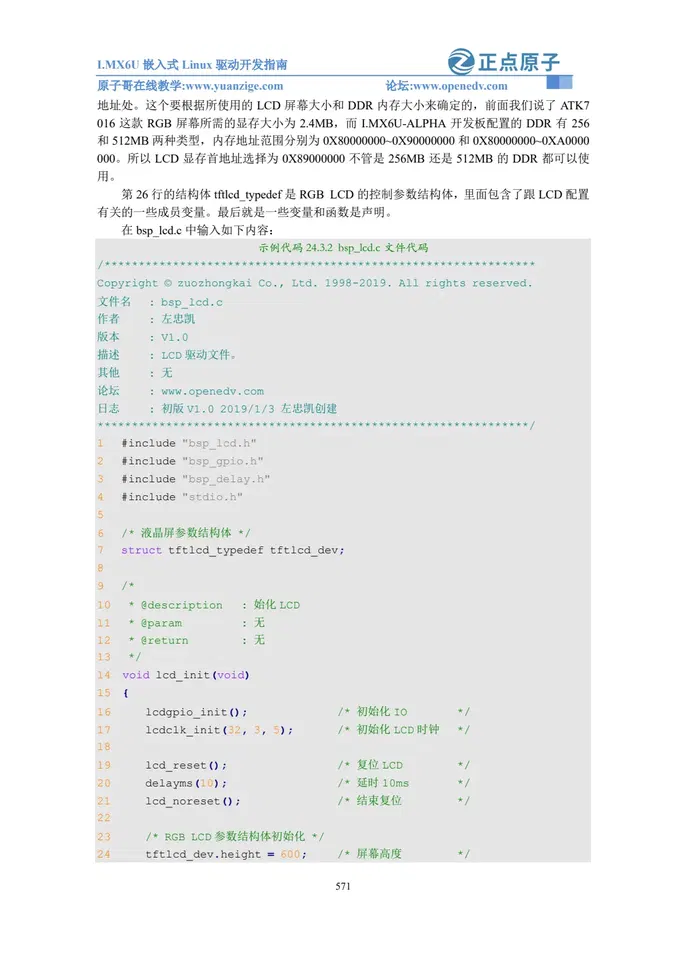 I.MX6U 嵌入式 Linux 驱动开发指南
正点原子
原子哥在线教学:www.yuanzige.com 论坛:www.openedv.com
地址处。这个要根据所使用的 LCD 屏幕大小和 DDR 内存大小来确定的，前面我们说了 ATK7
016 这款 RGB 屏幕所需的显存大小为 2.4MB，而 I.MX6U-ALPHA 开发板配置的 DDR 有 256
和 512MB 两种类型，内存地址范围分别为 0X80000000~0X90000000 和 0X80000000~0XA0000
000。所以 LCD 显存首地址选择为 0X89000000 不管是 256MB 还是 512MB 的 DDR 都可以使
用。
第 26 行的结构体 tftlcd_typedef 是 RGB LCD 的控制参数结构体，里面包含了跟 LCD 配置
有关的一些成员变量。最后就是一些变量和函数是声明。
在 bsp_lcd.c 中输入如下内容：
示例代码 24.3.2 bsp_lcd.c 文件代码
/***************************************************************
Copyright © zuozhongkai Co., Ltd. 1998-2019. All rights reserved.
文件名 : bsp_lcd.c
作者 : 左忠凯
版本 : V1.0
描述 : LCD 驱动文件。
其他 : 无
论坛 : www.openedv.com
日志 : 初版 V1.0 2019/1/3 左忠凯创建
***************************************************************/
1 #include "bsp_lcd.h"
2 #include "bsp_gpio.h"
3 #include "bsp_delay.h"
4 #include "stdio.h"
5
6 /* 液晶屏参数结构体 */
7 struct tftlcd_typedef tftlcd_dev;
8
9 /*
10 * @description : 始化 LCD
11 * @param : 无
12 * @return : 无
13 */
14 void lcd_init(void)
15 {
16 lcdgpio_init(); /* 初始化 IO */
17 lcdclk_init(32, 3, 5); /* 初始化 LCD 时钟 */
18
19 lcd_reset(); /* 复位 LCD */
20 delayms(10); /* 延时 10ms */
21 lcd_noreset(); /* 结束复位 */
22
23 /* RGB LCD 参数结构体初始化 */
24 tftlcd_dev.height = 600; /* 屏幕高度 */
571